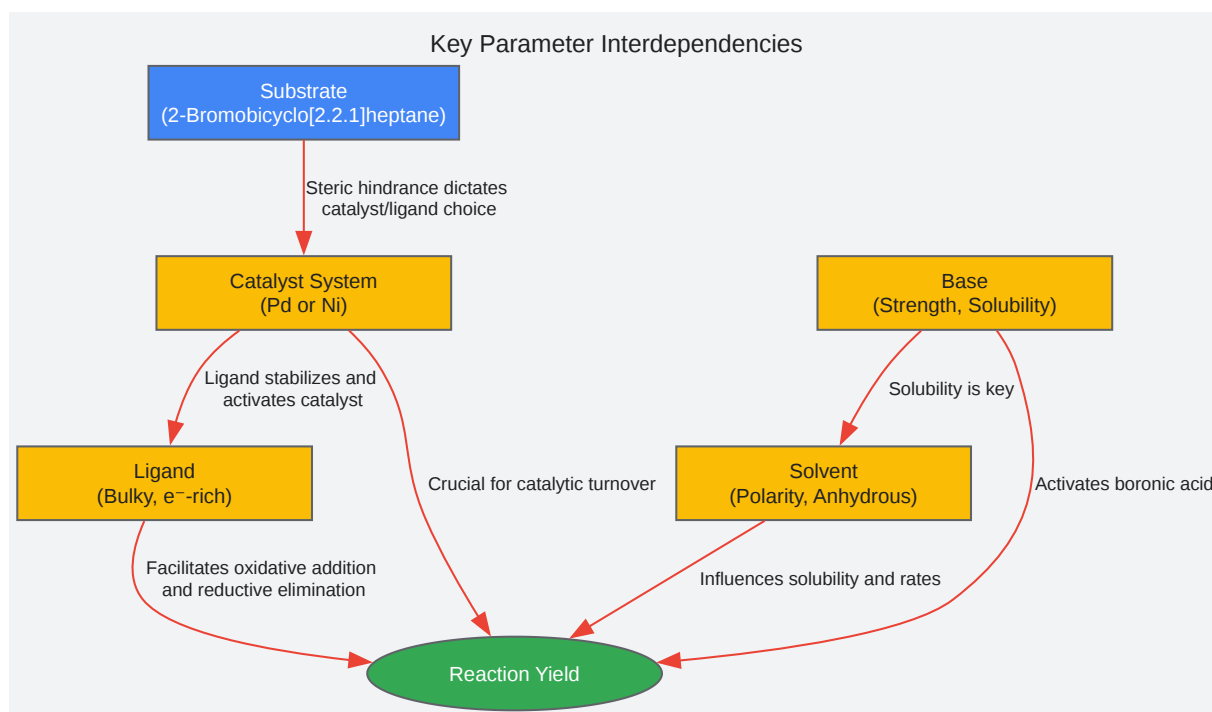 Key Parameter Interdependencies
Substrate
(2-Bromobicyclo[2.2.1]heptane)
Steric hindrance dictates
catalyst/ligand choice
Catalyst System
(Pd or Ni)
Base
(Strength, Solubility)
Ligand stabilizes and
activates catalyst
Solubility is key
Ligand
(Bulky, e⁻-rich)
Crucial for catalytic turnover
Solvent
(Polarity, Anhydrous)
Activates boronic acid
Facilitates oxidative addition
and reductive elimination
Influences solubility and rates
Reaction Yield